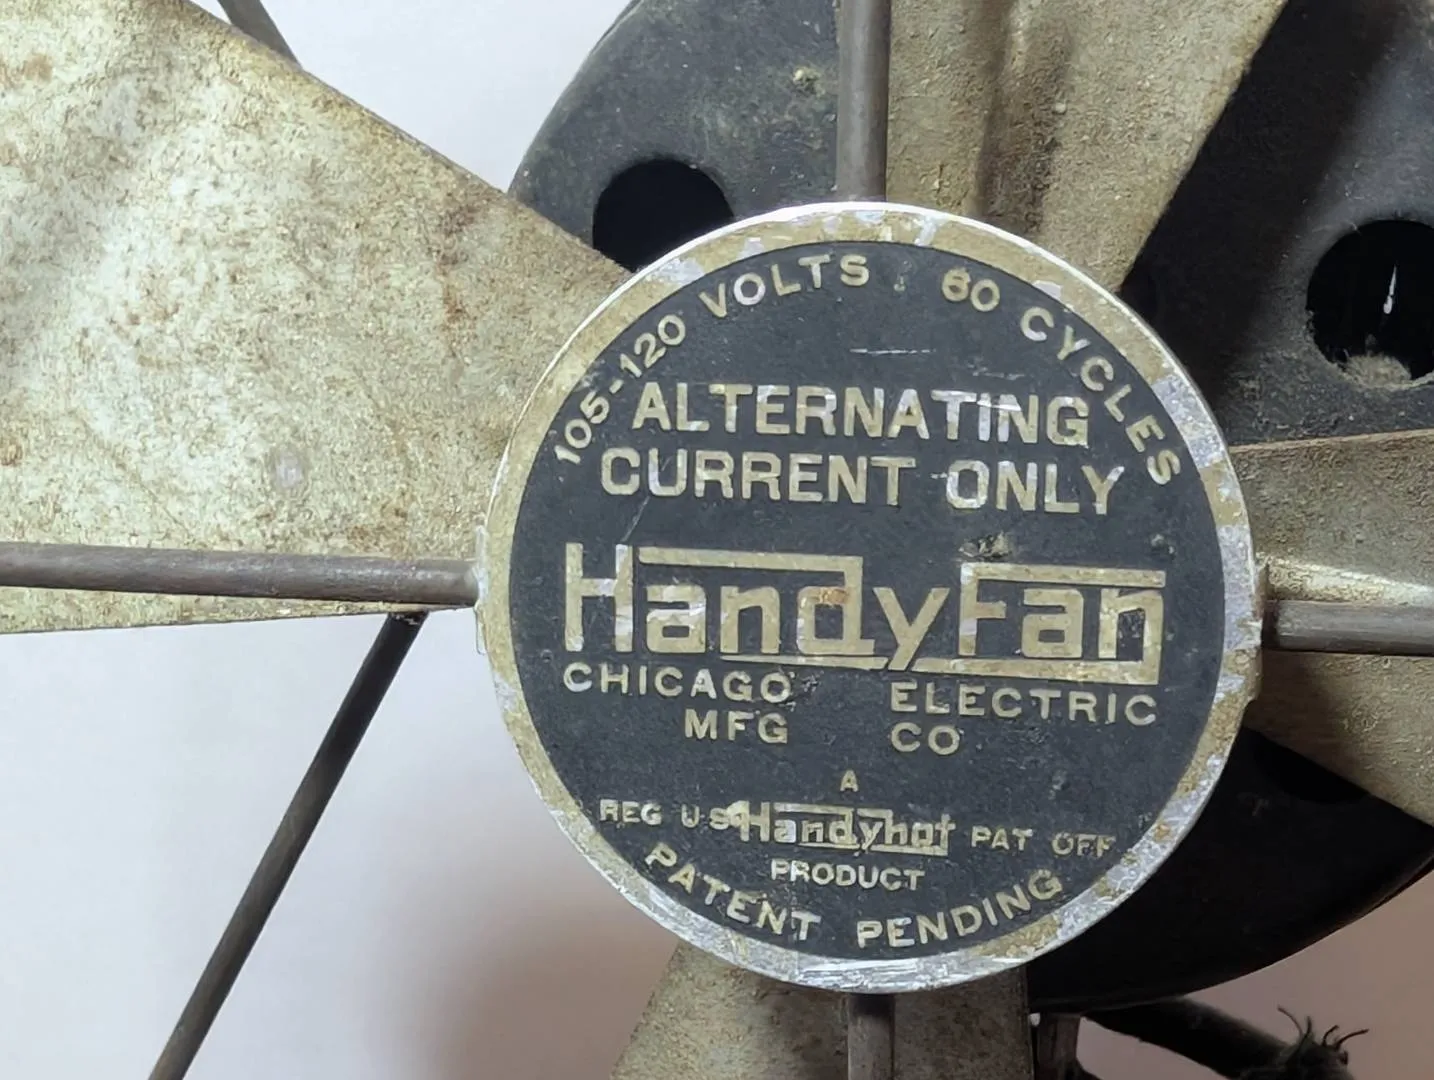 105-120 VOLTS 60 CYCLES
ALTERNATING
CURRENT ONLY
HandyFan
CHICAGO ELECTRIC
MFG CO
A
REG U·S Handyhot PAT OFF
PRODUCT
PATENT PENDING